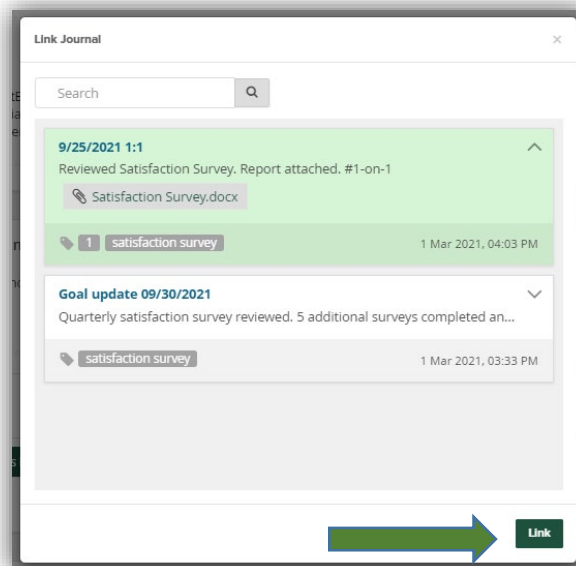 Link Journal
×
Search
9/25/2021 1:1
Reviewed Satisfaction Survey. Report attached. #1-on-1
Satisfaction Survey.docx
1 satisfaction survey 1 Mar 2021, 04:03 PM
Goal update 09/30/2021
Quarterly satisfaction survey reviewed. 5 additional surveys completed an...
satisfaction survey 1 Mar 2021, 03:33 PM
Link